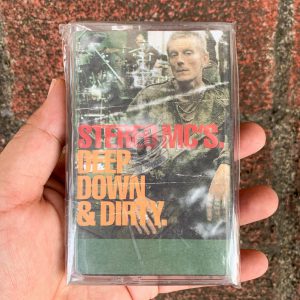 STEREO MC'S.
DEEP
DOWN
& DIRTY.